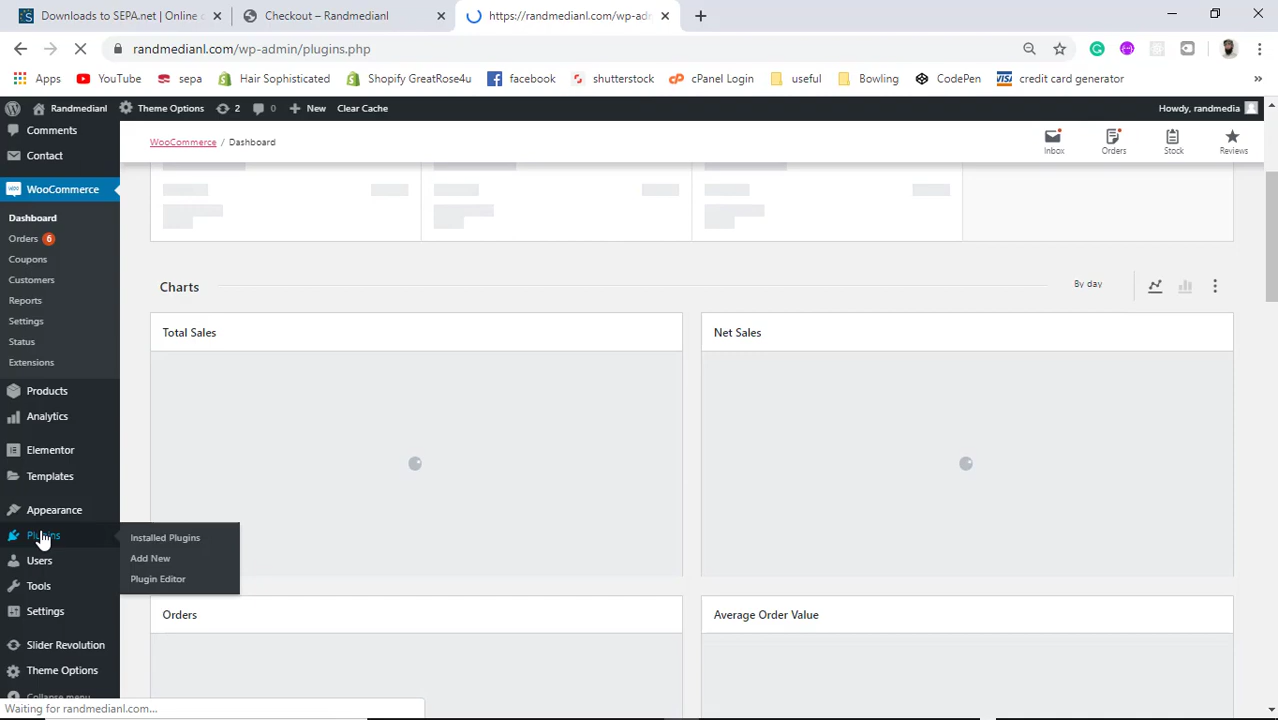 Downloads to SEPA.net | Online c
Checkout – Randmedianl
https://randmedianl.com/wp-adm
randmedianl.com/wp-admin/plugins.php
Apps
YouTube
sepa
Hair Sophisticated
Shopify GreatRose4u
facebook
shutterstock
cPanel Login
useful
Bowling
CodePen
credit card generator
Randmedianl
Theme Options
2
0
New
Clear Cache
Howdy, randmedia
Comments
Contact
WooCommerce
Dashboard
Orders 6
Coupons
Customers
Reports
Settings
Status
Extensions
Products
Analytics
Elementor
Templates
Appearance
Plugins
Users
Tools
Settings
Slider Revolution
Theme Options
Collapse menu
Installed Plugins
Add New
Plugin Editor
WooCommerce / Dashboard
Inbox
Orders
Stock
Reviews
Charts
By day
Total Sales
Net Sales
Orders
Average Order Value
Waiting for randmedianl.com...